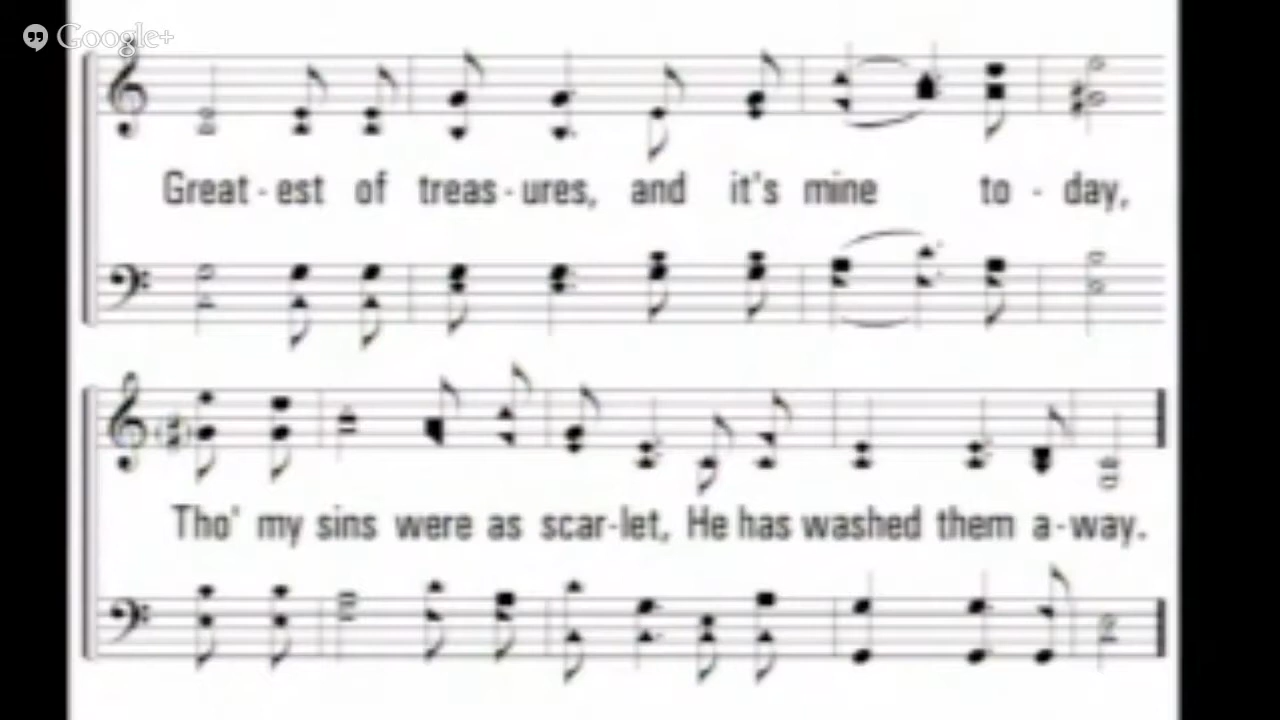 Google+
Great - est of treas - ures, and it's mine to - day,
Tho' my sins were as scar-let, He has washed them a-way.